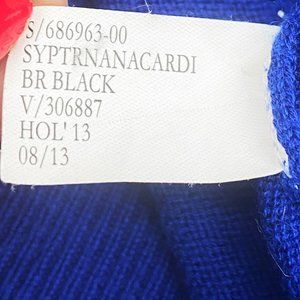 S/686963-00
SYPTRNANACARDI
BR BLACK
V/306887
HOL' 13
08/13